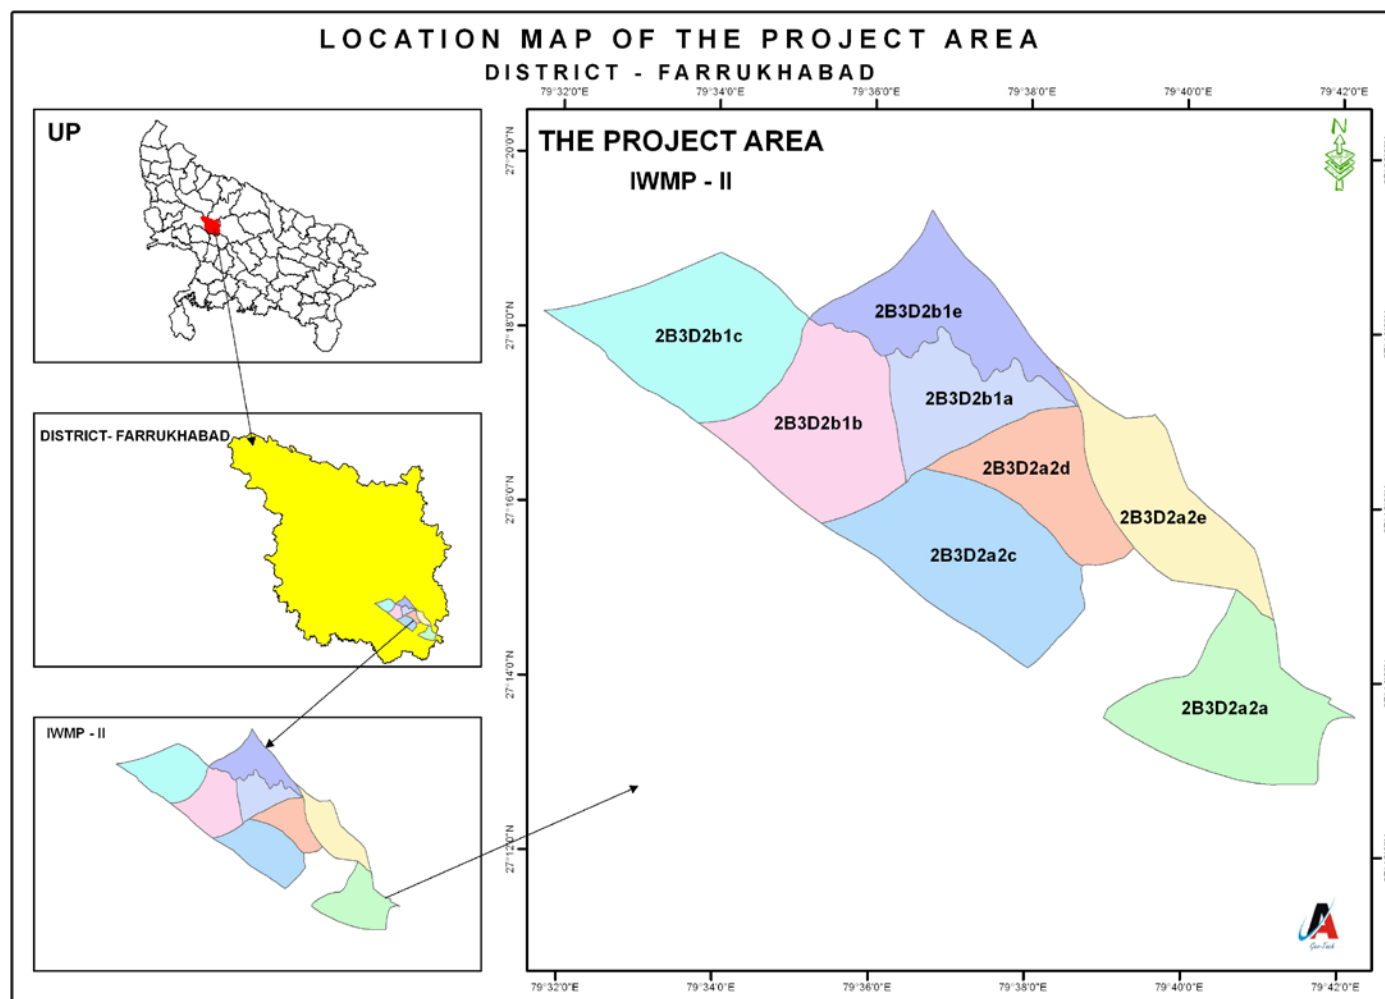 LOCATION MAP OF THE PROJECT AREA
DISTRICT - FARRUKHABAD
79°32'0"E 79°34'0"E 79°36'0"E 79°38'0"E 79°40'0"E 79°42'0"E
UP
THE PROJECT AREA
IWMP - II
N
27°20'0"N
27°18'0"N
27°16'0"N
27°14'0"N
27°12'0"N
2B3D2b1e
2B3D2b1c
2B3D2b1a
2B3D2b1b
2B3D2a2d
2B3D2a2e
2B3D2a2c
2B3D2a2a
DISTRICT- FARRUKHABAD
IWMP - II
A
Geo-Tech
79°32'0"E 79°34'0"E 79°36'0"E 79°38'0"E 79°40'0"E 79°42'0"E